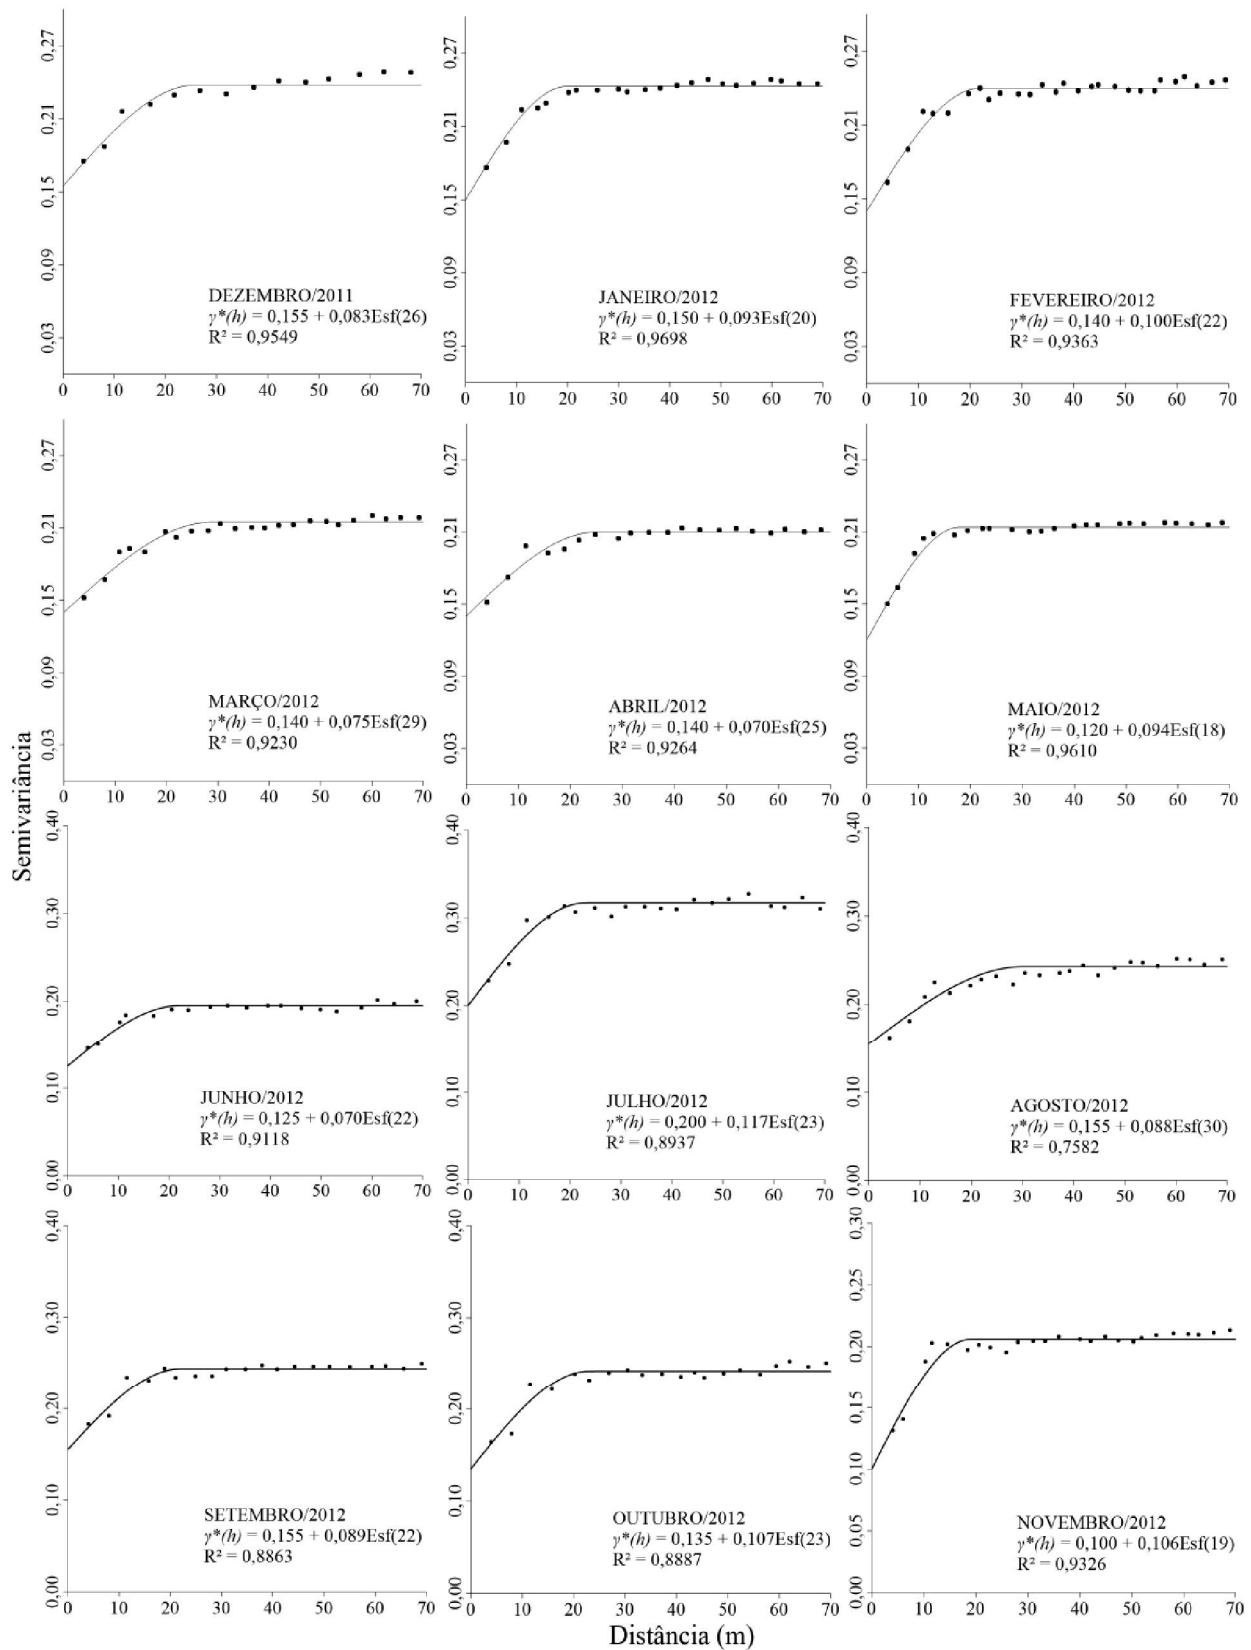 0,27
0,21
0,15
0,09
0,03
DEZEMBRO/2011
γ*(h) = 0,155 + 0,083Esf(26)
R² = 0,9549
0 10 20 30 40 50 60 70
0,27
0,21
0,15
0,09
0,03
JANEIRO/2012
γ*(h) = 0,150 + 0,093Esf(20)
R² = 0,9698
0 10 20 30 40 50 60 70
0,27
0,21
0,15
0,09
0,03
FEVEREIRO/2012
γ*(h) = 0,140 + 0,100Esf(22)
R² = 0,9363
0 10 20 30 40 50 60 70
Semivariância
0,27
0,21
0,15
0,09
0,03
MARÇO/2012
γ*(h) = 0,140 + 0,075Esf(29)
R² = 0,9230
0 10 20 30 40 50 60 70
0,27
0,21
0,15
0,09
0,03
ABRIL/2012
γ*(h) = 0,140 + 0,070Esf(25)
R² = 0,9264
0 10 20 30 40 50 60 70
0,27
0,21
0,15
0,09
0,03
MAIO/2012
γ*(h) = 0,120 + 0,094Esf(18)
R² = 0,9610
0 10 20 30 40 50 60 70
0,40
0,30
0,20
0,10
0,00
JUNHO/2012
γ*(h) = 0,125 + 0,070Esf(22)
R² = 0,9118
0 10 20 30 40 50 60 70
0,40
0,30
0,20
0,10
0,00
JULHO/2012
γ*(h) = 0,200 + 0,117Esf(23)
R² = 0,8937
0 10 20 30 40 50 60 70
0,40
0,30
0,20
0,10
0,00
AGOSTO/2012
γ*(h) = 0,155 + 0,088Esf(30)
R² = 0,7582
0 10 20 30 40 50 60 70
0,40
0,30
0,20
0,10
0,00
SETEMBRO/2012
γ*(h) = 0,155 + 0,089Esf(22)
R² = 0,8863
0 10 20 30 40 50 60 70
0,40
0,30
0,20
0,10
0,00
OUTUBRO/2012
γ*(h) = 0,135 + 0,107Esf(23)
R² = 0,8887
0 10 20 30 40 50 60 70
0,30
0,25
0,20
0,15
0,10
0,05
0,00
NOVEMBRO/2012
γ*(h) = 0,100 + 0,106Esf(19)
R² = 0,9326
0 10 20 30 40 50 60 70
Distância (m)